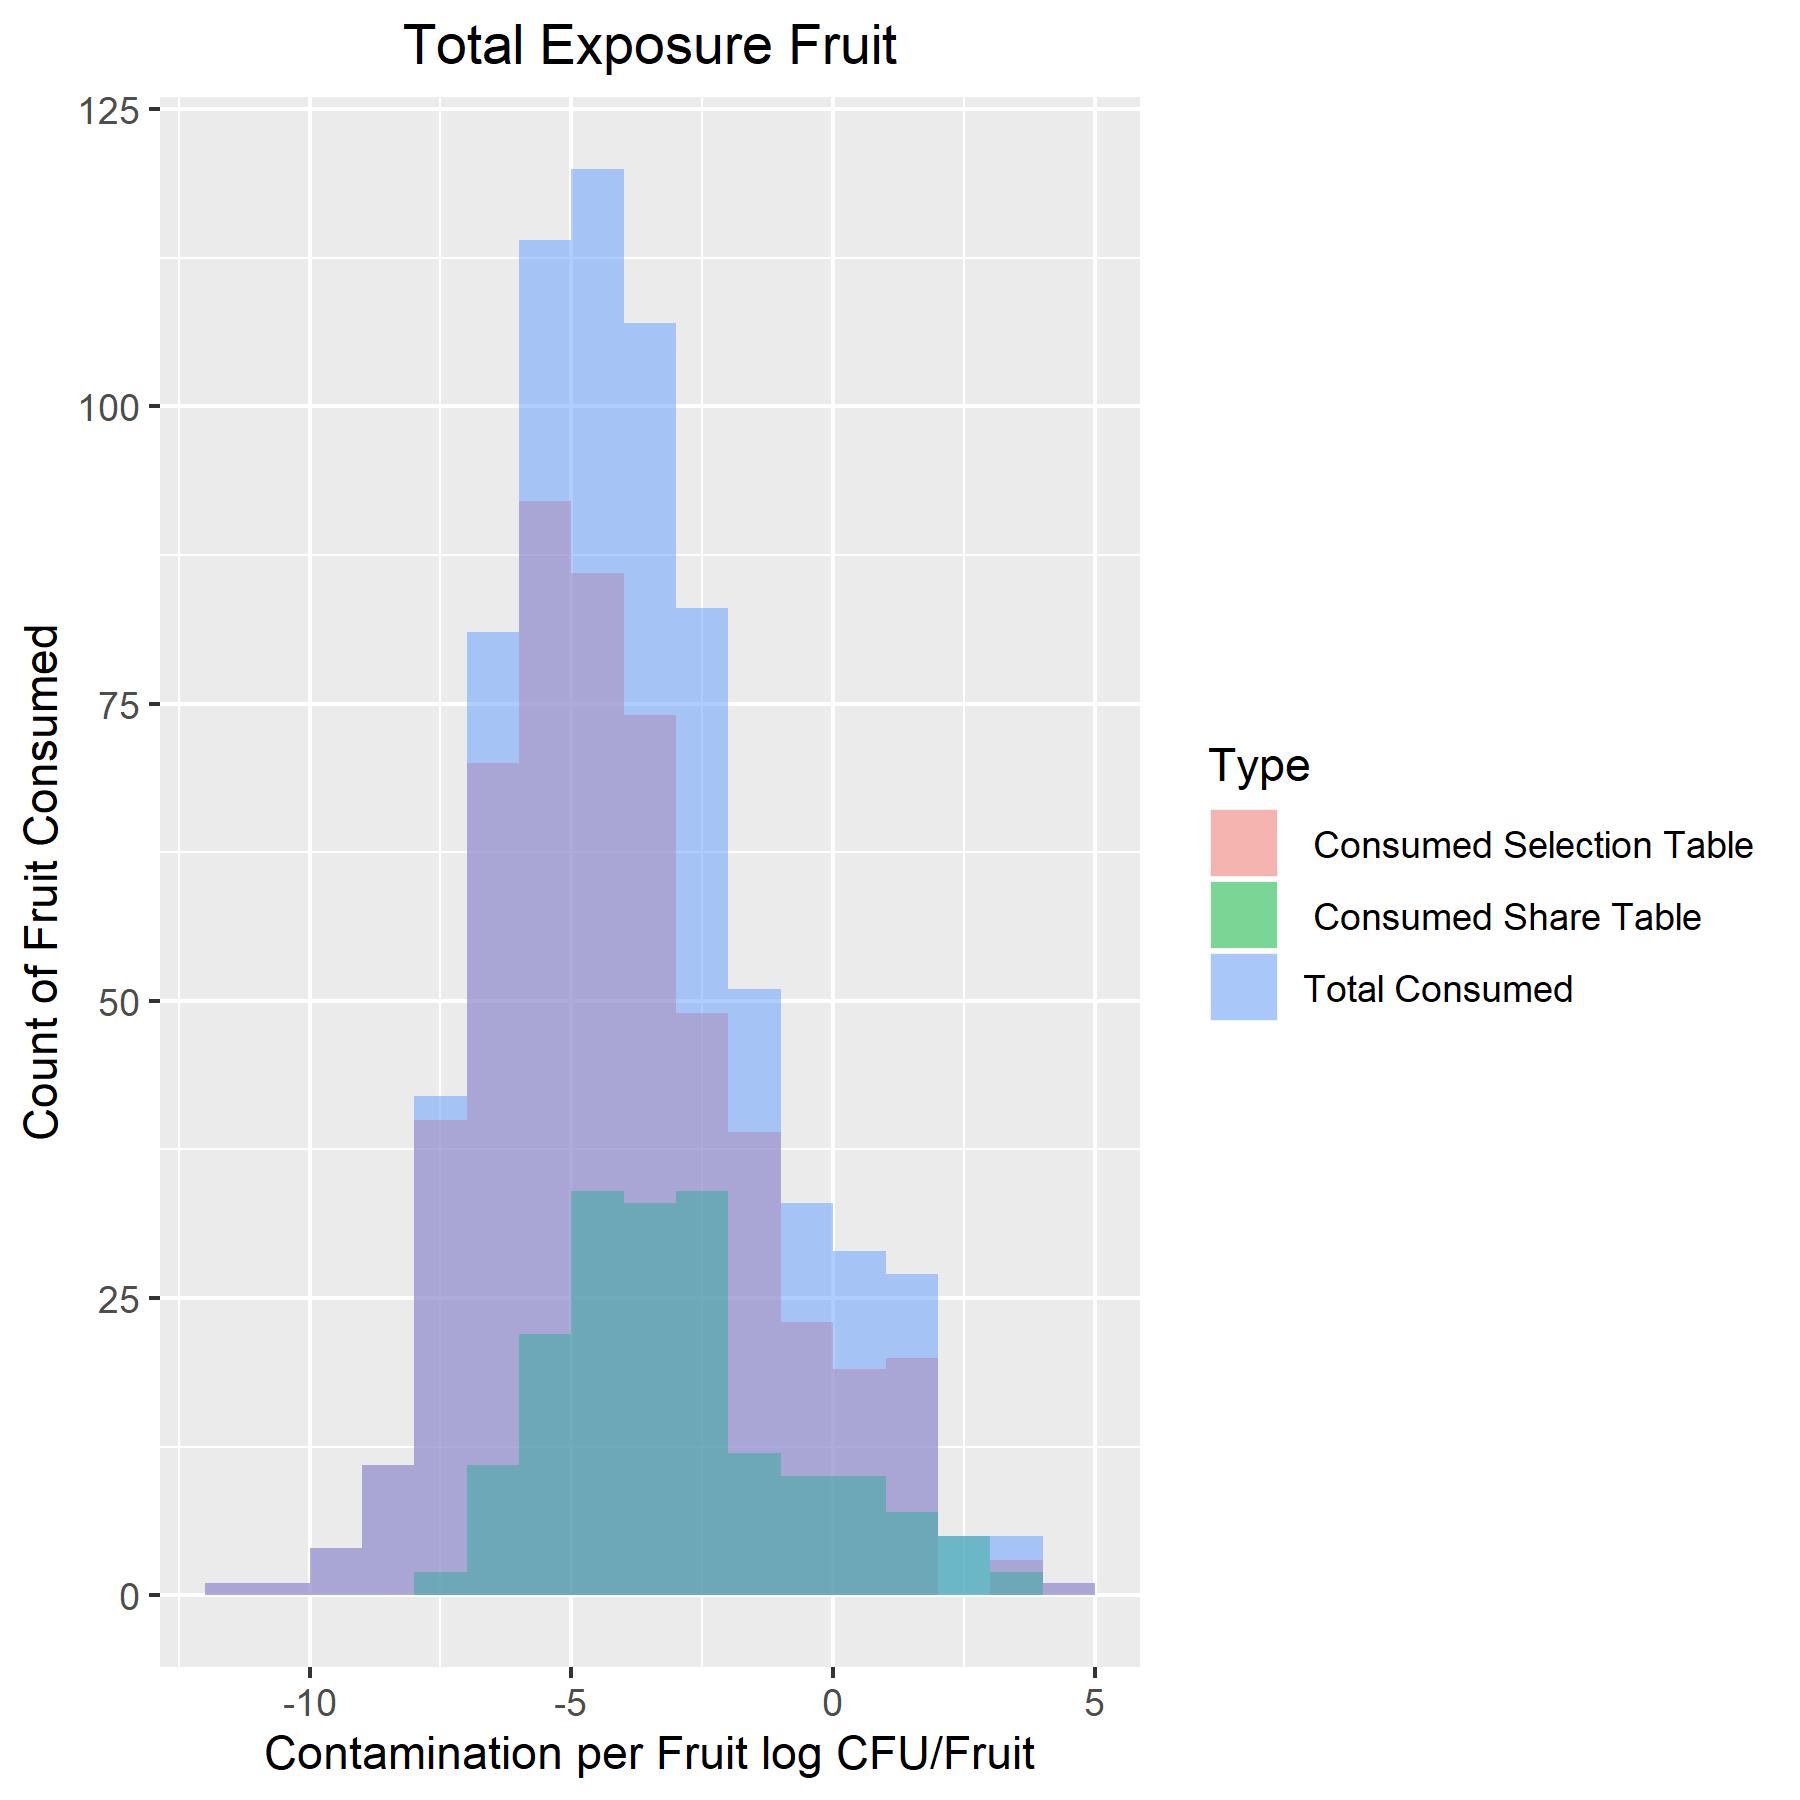 Total Exposure Fruit
125
100
75
50
25
0
Count of Fruit Consumed
-10
-5
0
5
Contamination per Fruit log CFU/Fruit
Type
Consumed Selection Table
Consumed Share Table
Total Consumed